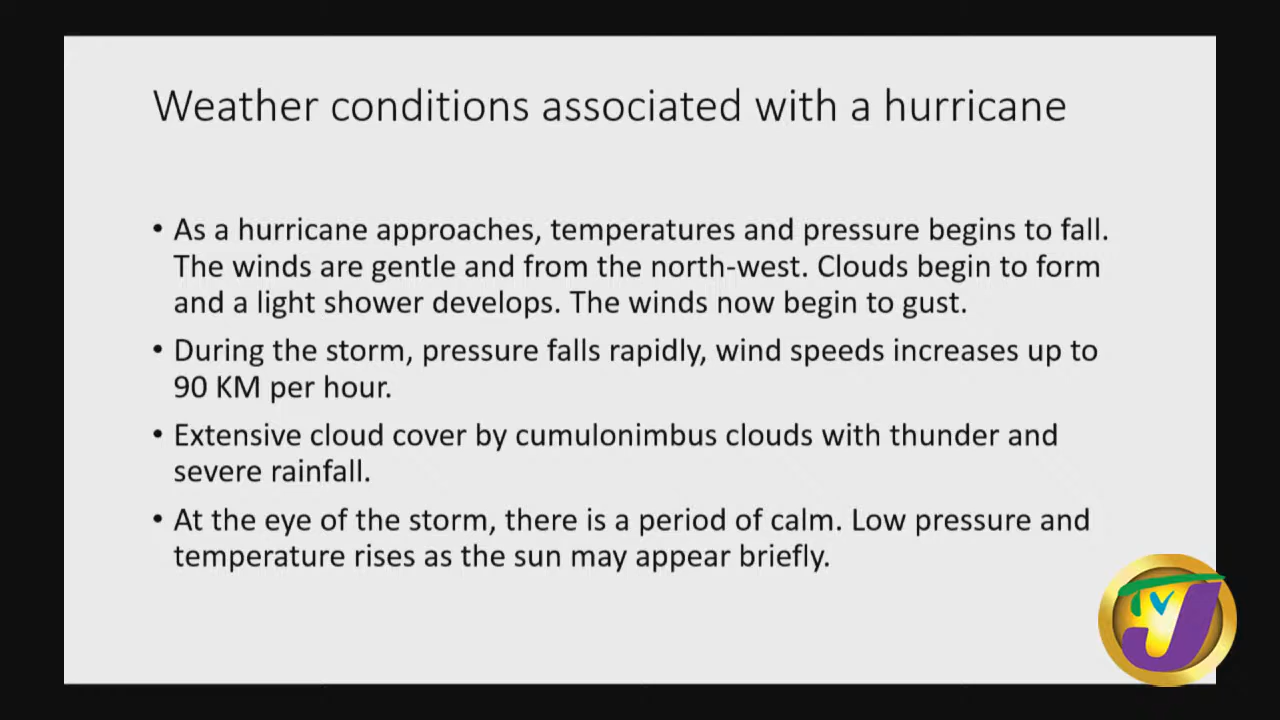 Weather conditions associated with a hurricane
• As a hurricane approaches, temperatures and pressure begins to fall.
The winds are gentle and from the north-west. Clouds begin to form
and a light shower develops. The winds now begin to gust.
• During the storm, pressure falls rapidly, wind speeds increases up to
90 KM per hour.
• Extensive cloud cover by cumulonimbus clouds with thunder and
severe rainfall.
• At the eye of the storm, there is a period of calm. Low pressure and
temperature rises as the sun may appear briefly.
TVJ